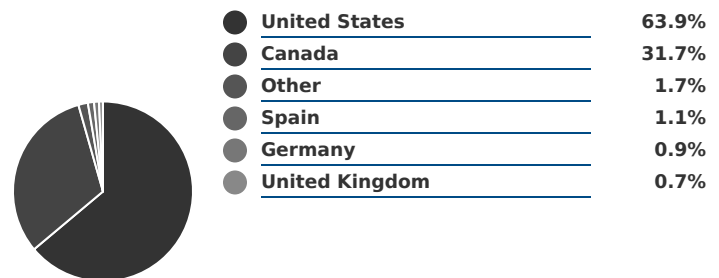 United States 63.9%
Canada 31.7%
Other 1.7%
Spain 1.1%
Germany 0.9%
United Kingdom 0.7%